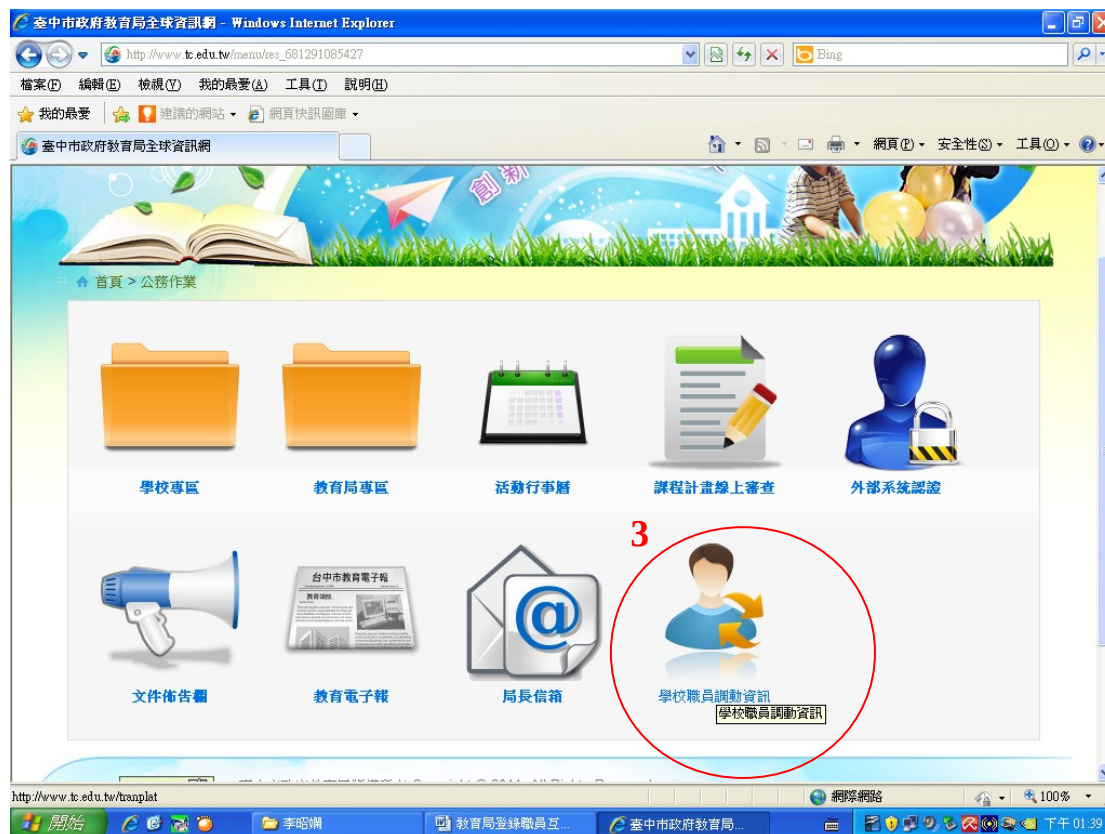 臺中市政府教育局全球資訊網 - Windows Internet Explorer
http://www.tc.edu.tw/menu/res_681291085427
Bing
檔案(F) 編輯(E) 檢視(V) 我的最愛(A) 工具(T) 說明(H)
我的最愛 建議的網站 網頁快訊圖庫
臺中市政府教育局全球資訊網
網頁(P) 安全性(S) 工具(O)
創新
首頁 > 公務作業
學校專區
教育局專區
活動行事曆
課程計畫線上審查
外部系統認證
3
台中市教育電子報
文件佈告欄
教育電子報
局長信箱
學校職員調動資訊
學校職員調動資訊
http://www.tc.edu.tw/tranplat
網際網路
100%
開始
李昭嫻
教育局登錄職員互...
臺中市政府教育局...
下午 01:39